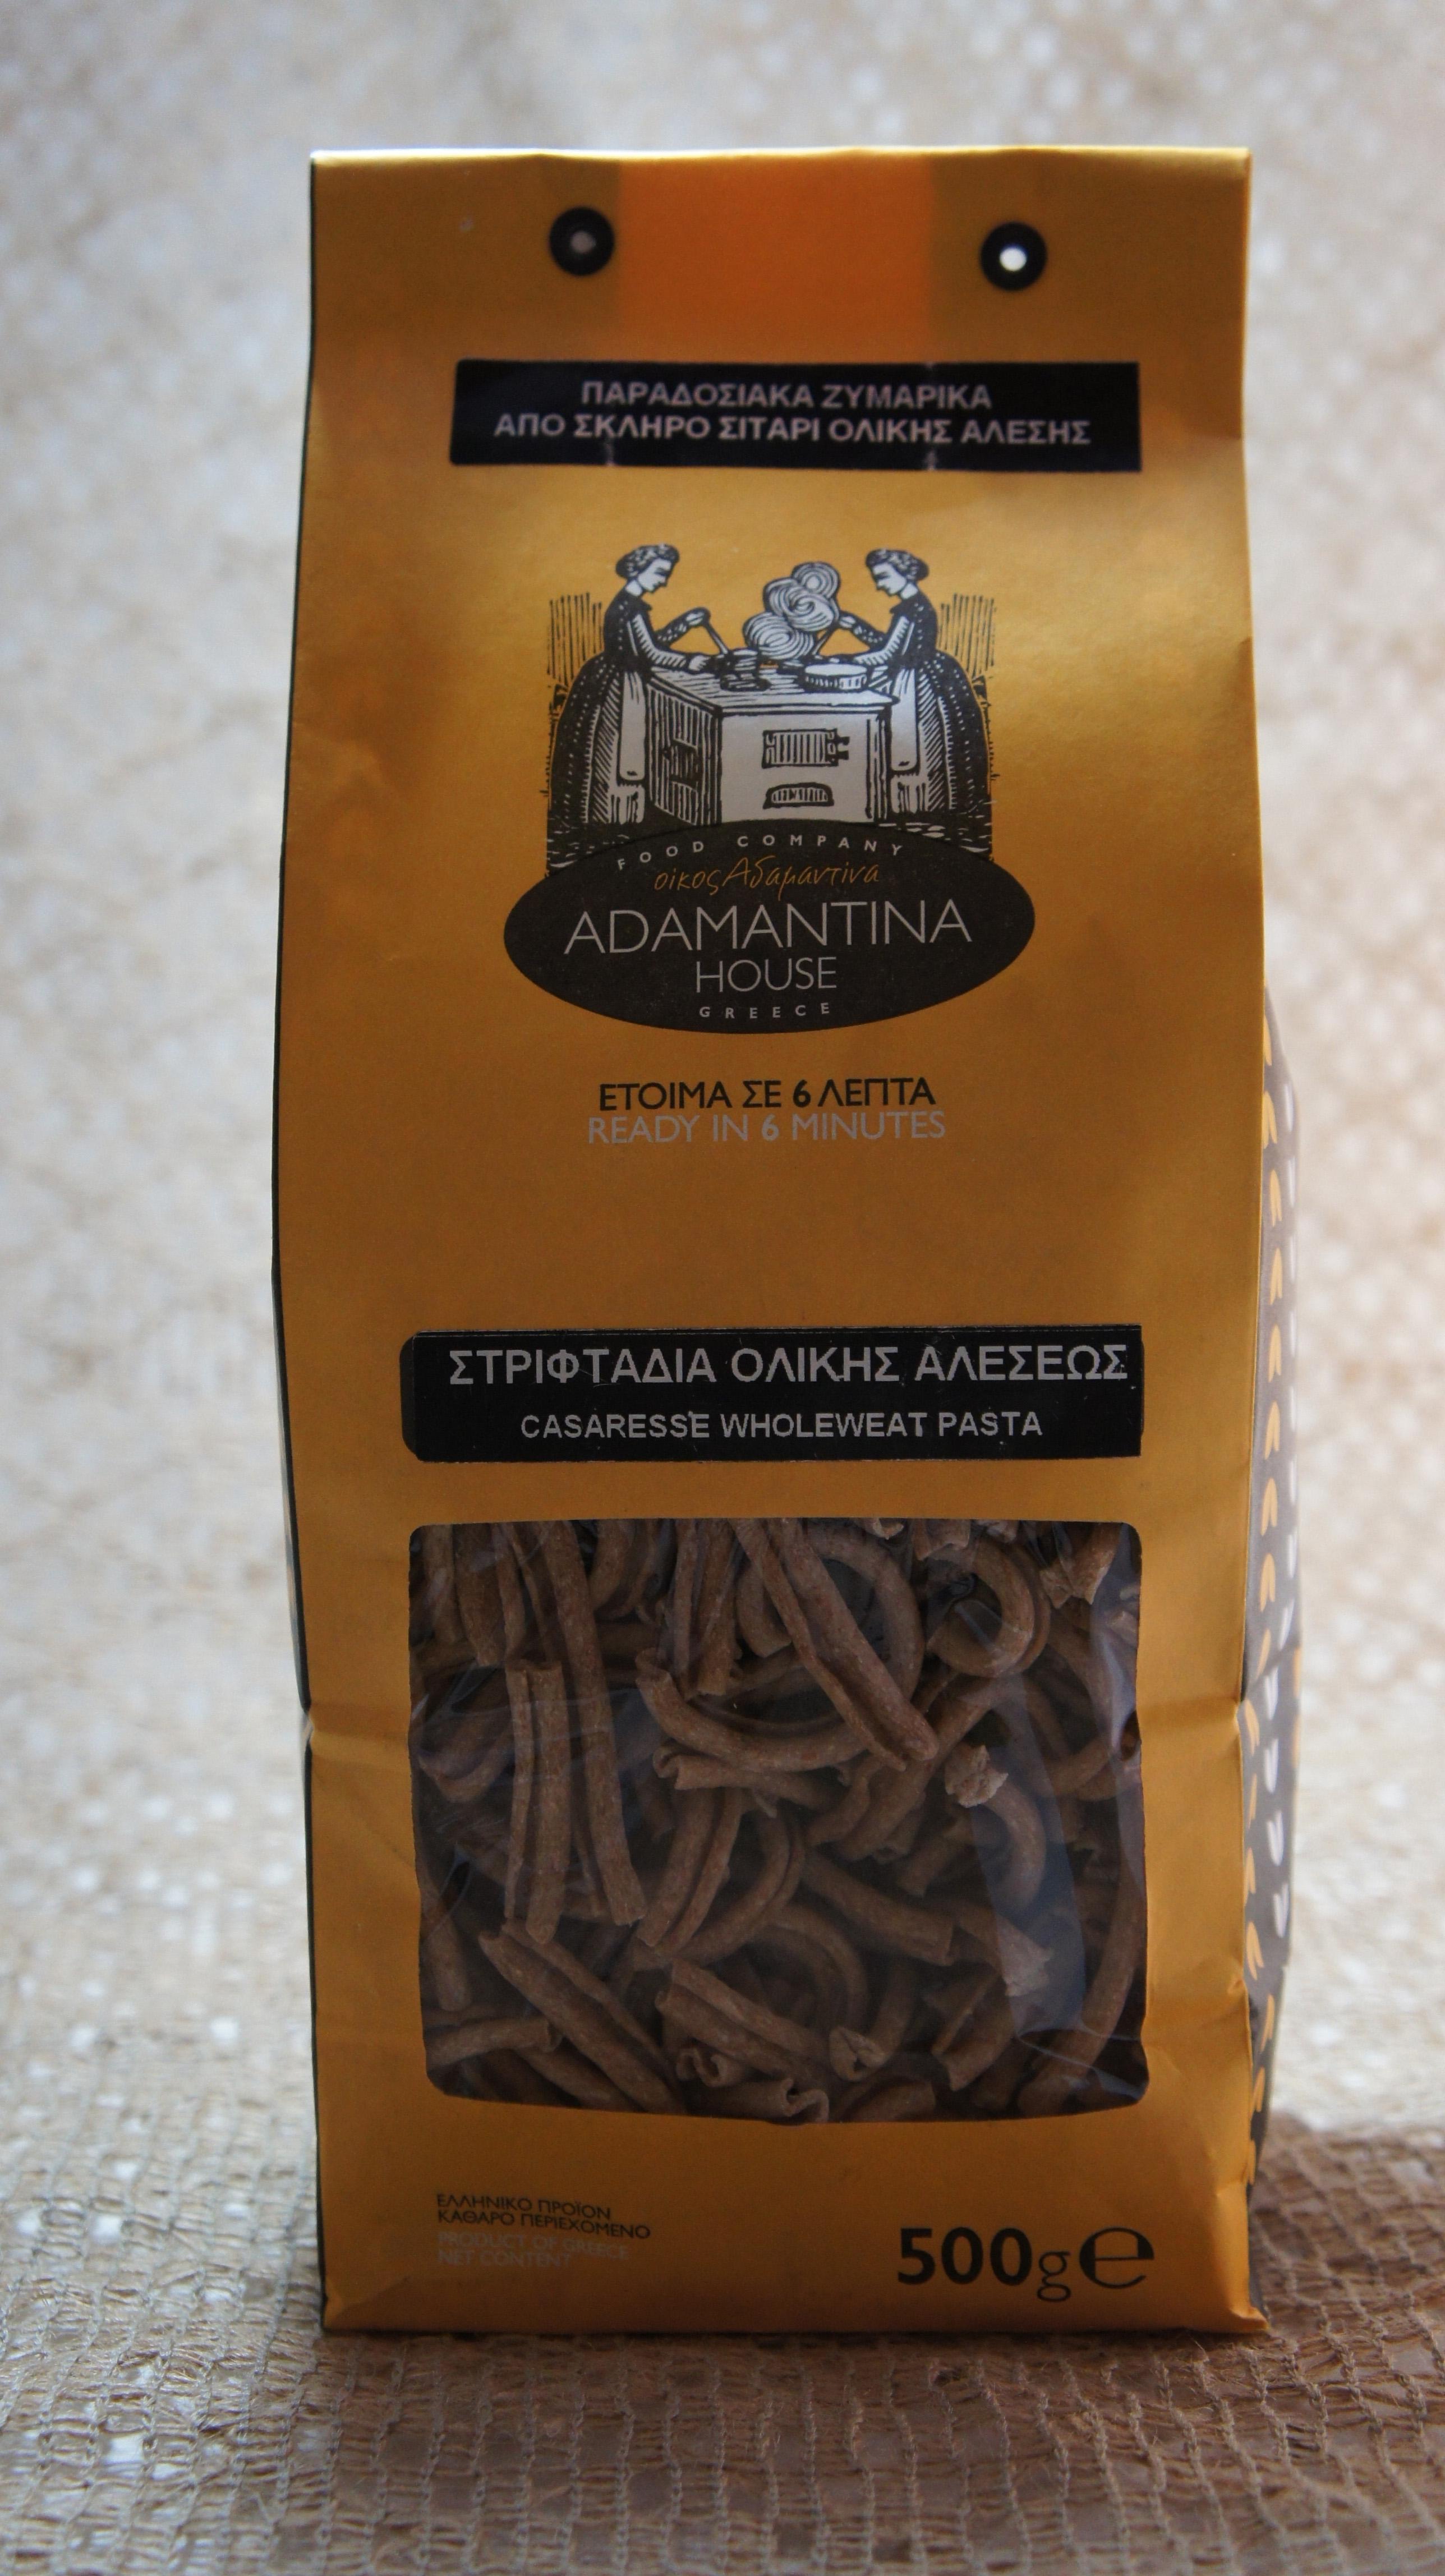 ΠΑΡΑΔΟΣΙΑΚΑ ΖΥΜΑΡΙΚΑ
ΑΠΟ ΣΚΛΗΡΟ ΣΙΤΑΡΙ ΟΛΙΚΗΣ ΑΛΕΣΗΣ
FOOD COMPANY
οίκος Αδαμαντίνα
ADAMANTINA
HOUSE
GREECE
ΕΤΟΙΜΑ ΣΕ 6 ΛΕΠΤΑ
READY IN 6 MINUTES
ΣΤΡΙΦΤΑΔΙΑ ΟΛΙΚΗΣ ΑΛΕΣΕΩΣ
CASARESSE WHOLEWEAT PASTA
ΕΛΛΗΝΙΚΟ ΠΡΟΪΟΝ
ΚΑΘΑΡΟ ΠΕΡΙΕΧΟΜΕΝΟ
PRODUCT OF GREECE
NET CONTENT
500g e